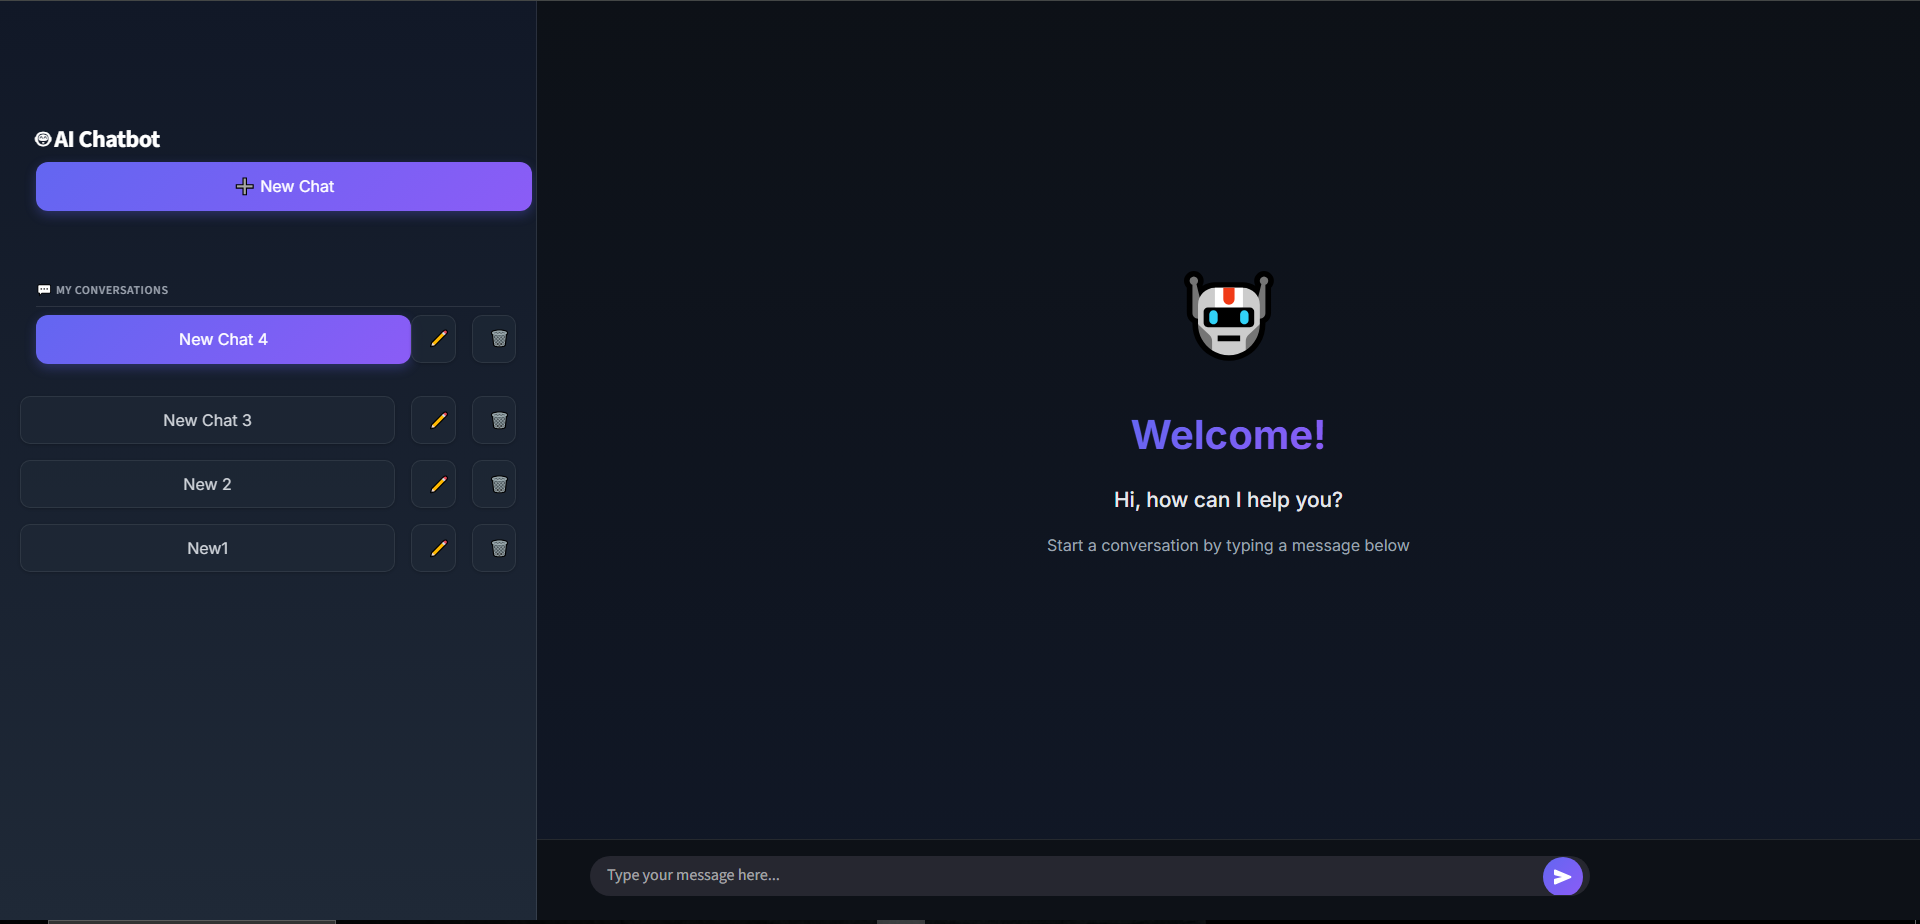 AI Chatbot
➕ New Chat
💬 MY CONVERSATIONS
New Chat 4
New Chat 3
New 2
New1
Welcome!
Hi, how can I help you?
Start a conversation by typing a message below
Type your message here...